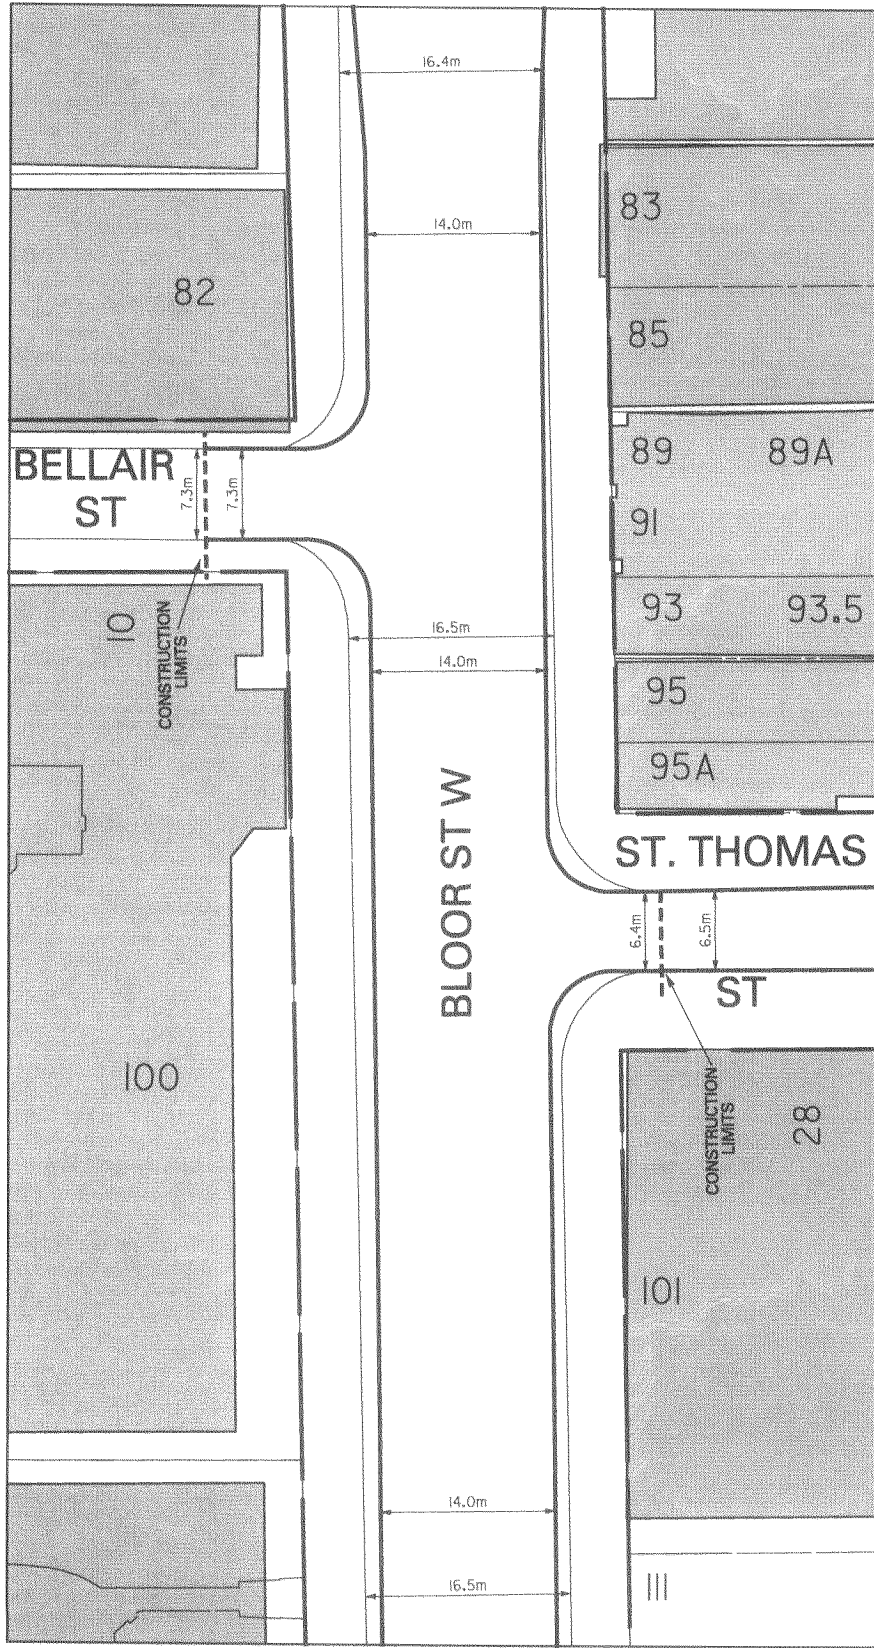 16.4m
83
14.0m
82
85
BELLAIR
ST
7.3m
7.3m
89
89A
91
10
CONSTRUCTION
LIMITS
93
93.5
16.5m
14.0m
95
95A
BLOOR ST W
ST. THOMAS
ST
6.4m
6.5m
100
CONSTRUCTION
LIMITS
28
101
14.0m
16.5m
111